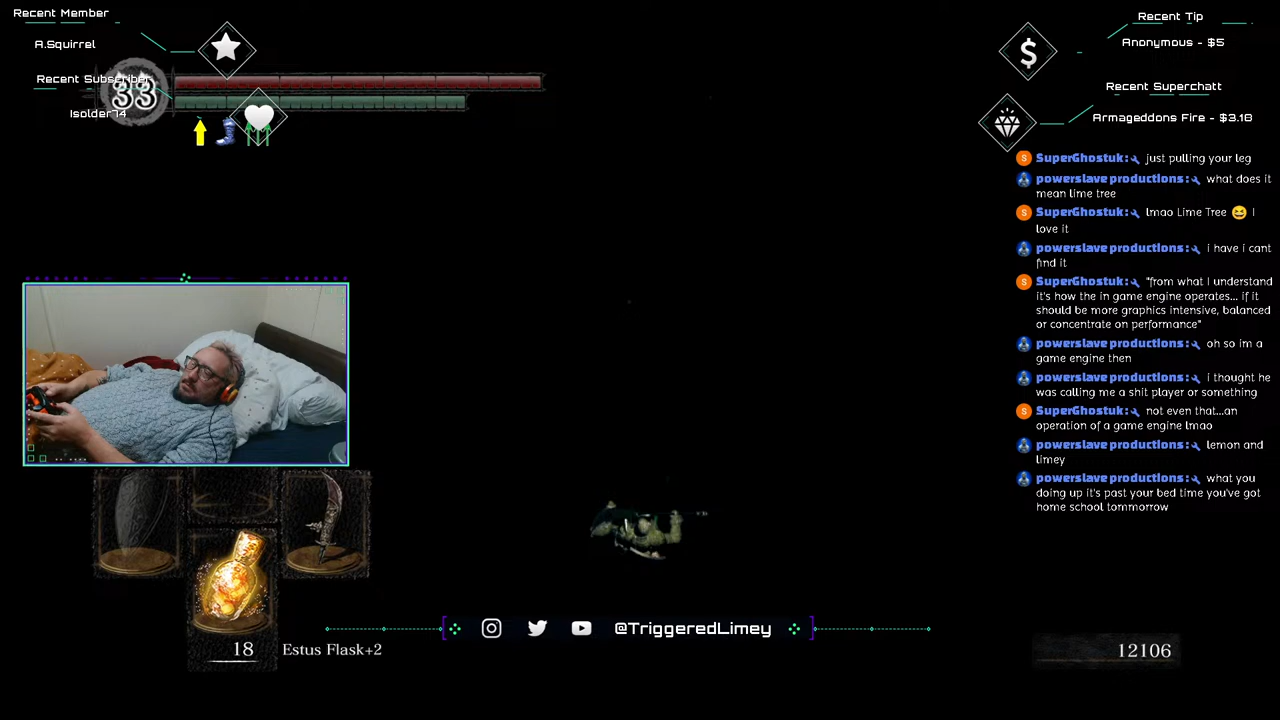 Recent Member
A.Squirrel
Recent Subscriber
33
Isolder74
Recent Tip
Anonymous - $5
Recent Superchatt
Armageddons Fire - $3.18
SuperGhostuk: just pulling your leg
powerslave productions: what does it
mean lime tree
SuperGhostuk: lmao Lime Tree 😆 I
love it
powerslave productions: i have i cant
find it
SuperGhostuk: "from what I understand
it's how the in game engine operates... if it
should be more graphics intensive, balanced
or concentrate on performance"
powerslave productions: oh so im a
game engine then
powerslave productions: i thought he
was calling me a shit player or something
SuperGhostuk: not even that...an
operation of a game engine lmao
powerslave productions: lemon and
limey
powerslave productions: what you
doing up it's past your bed time you've got
home school tommorrow
@TriggeredLimey
18 Estus Flask+2
12106